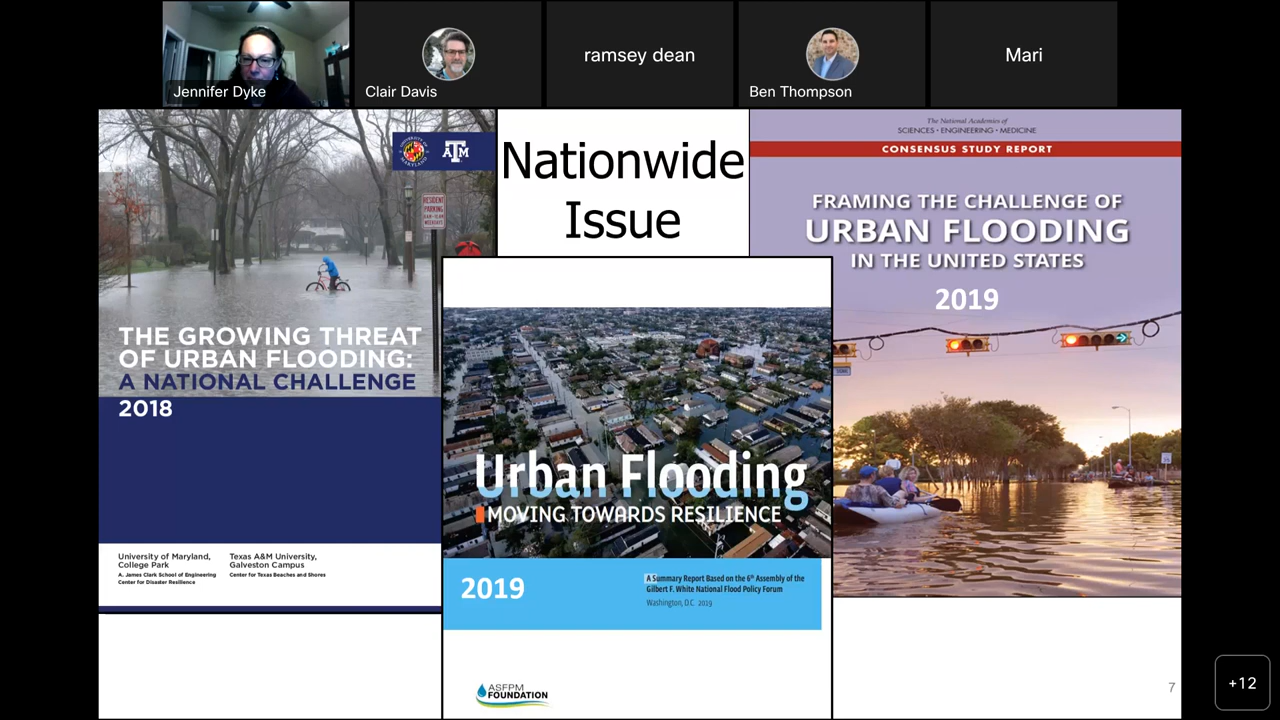 Jennifer Dyke
Clair Davis
ramsey dean
Ben Thompson
Mari
Nationwide
Issue
RESIDENT
PARKING
THE GROWING THREAT
OF URBAN FLOODING:
A NATIONAL CHALLENGE
2018
University of Maryland,
College Park
A. James Clark School of Engineering
Center for Disaster Resilience
Texas A&M University,
Galveston Campus
Center for Texas Beaches and Shores
Urban Flooding
MOVING TOWARDS RESILIENCE
2019
A Summary Report Based on the 6th Assembly of the
Gilbert F. White National Flood Policy Forum
Washington, D.C. 2019
ASFPM
FOUNDATION
The National Academies of
SCIENCES • ENGINEERING • MEDICINE
CONSENSUS STUDY REPORT
FRAMING THE CHALLENGE OF
URBAN FLOODING
IN THE UNITED STATES
2019
7
+12